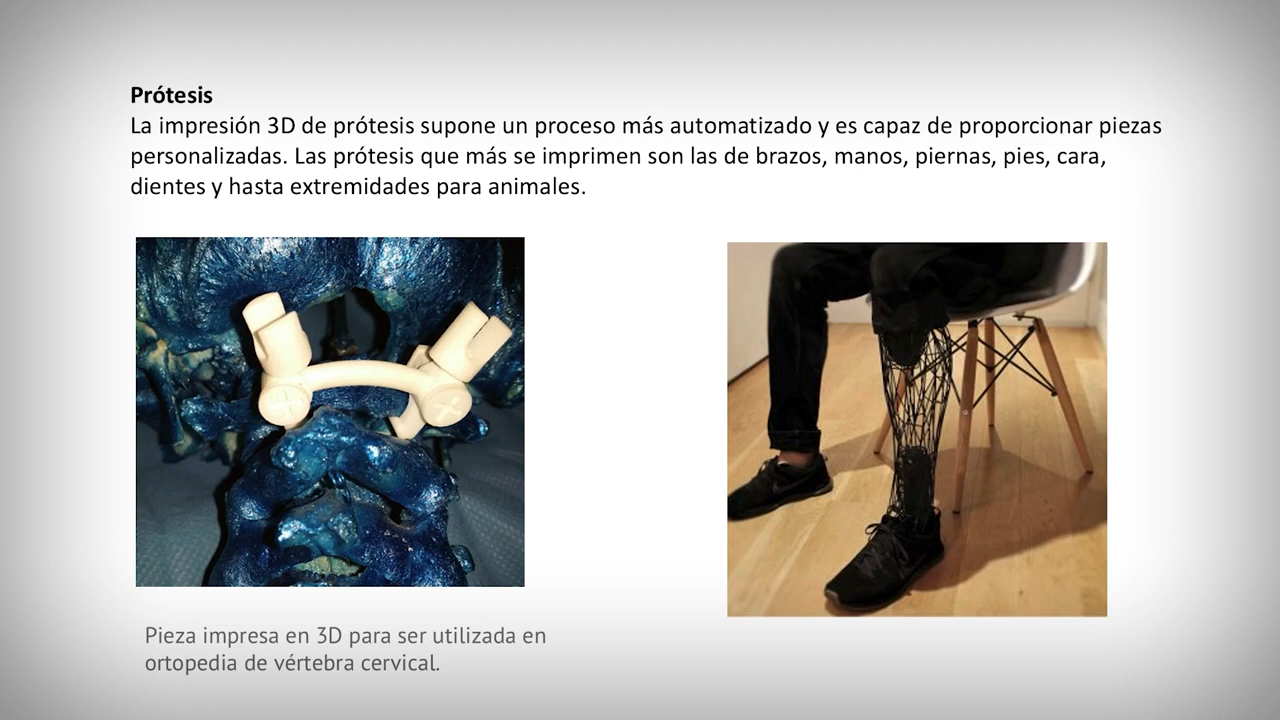 Prótesis
La impresión 3D de prótesis supone un proceso más automatizado y es capaz de proporcionar piezas
personalizadas. Las prótesis que más se imprimen son las de brazos, manos, piernas, pies, cara,
dientes y hasta extremidades para animales.
Pieza impresa en 3D para ser utilizada en
ortopedia de vértebra cervical.